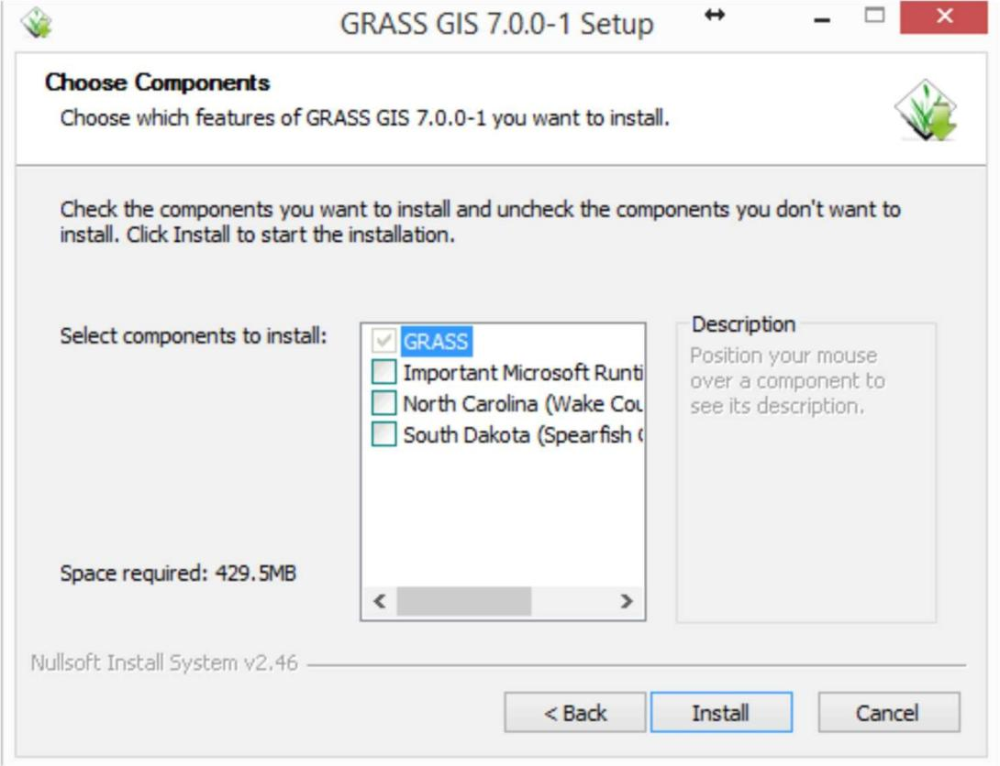 GRASS GIS 7.0.0-1 Setup
Choose Components
Choose which features of GRASS GIS 7.0.0-1 you want to install.
Check the components you want to install and uncheck the components you don't want to
install. Click Install to start the installation.
Select components to install:
GRASS
Important Microsoft Runti
North Carolina (Wake Cou
South Dakota (Spearfish
Description
Position your mouse
over a component to
see its description.
Space required: 429.5MB
Nullsoft Install System v2.46
< Back
Install
Cancel